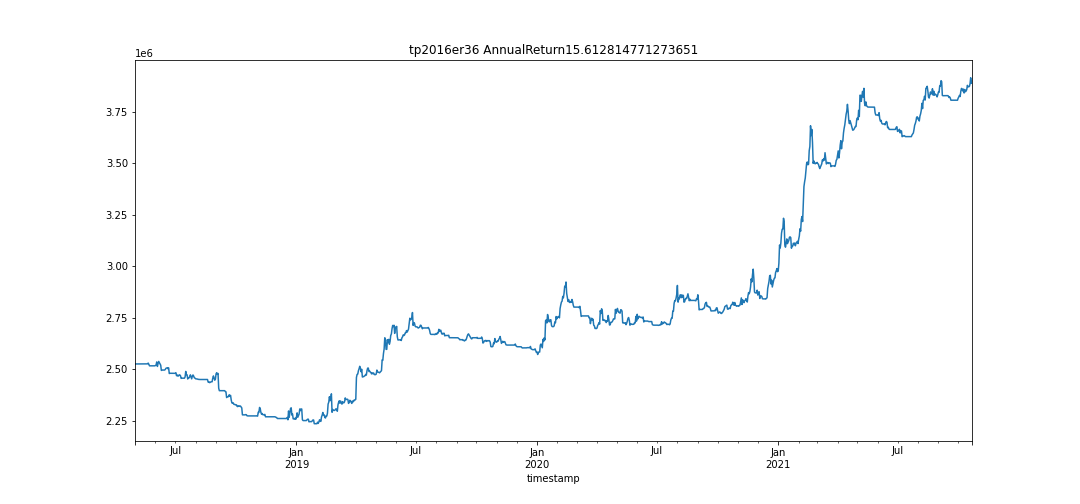 tp2016er36 AnnualReturn15.612814771273651
1e6
3.75
3.50
3.25
3.00
2.75
2.50
2.25
Jul Jan Jul Jan Jul Jan Jul
2019 2020 2021
timestamp